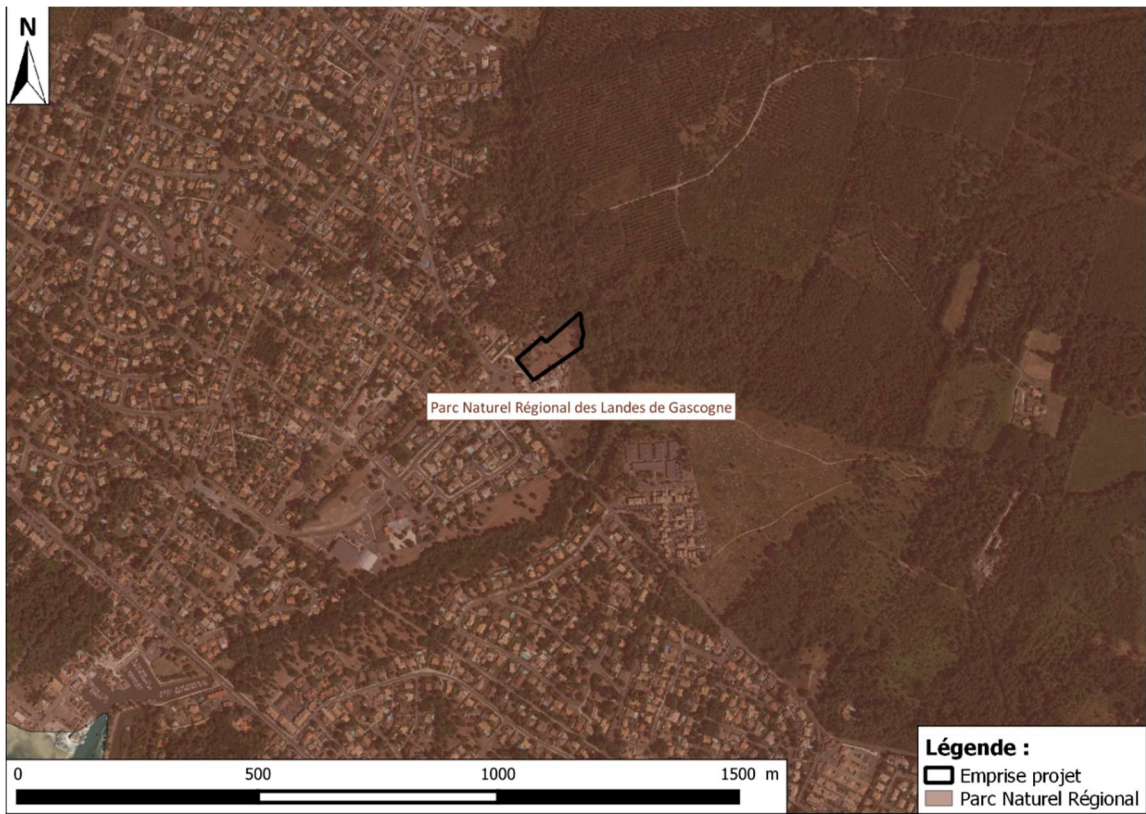 N
Parc Naturel Régional des Landes de Gascogne
Légende :
Emprise projet
Parc Naturel Régional
0 500 1000 1500 m